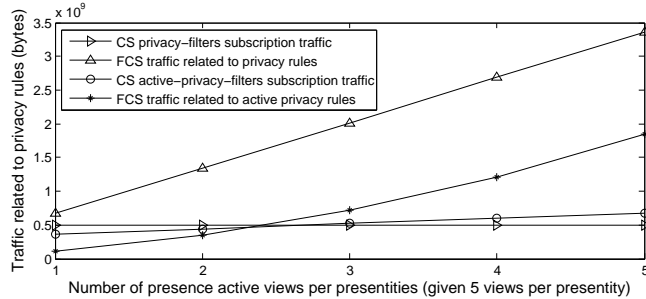 x 10^9
3.5
3
2.5
2
1.5
1
0.5
0
Traffic related to privacy rules (bytes)
CS privacy−filters subscription traffic
FCS traffic related to privacy rules
CS active−privacy−filters subscription traffic
FCS traffic related to active privacy rules
1 2 3 4 5
Number of presence active views per presentities (given 5 views per presentity)